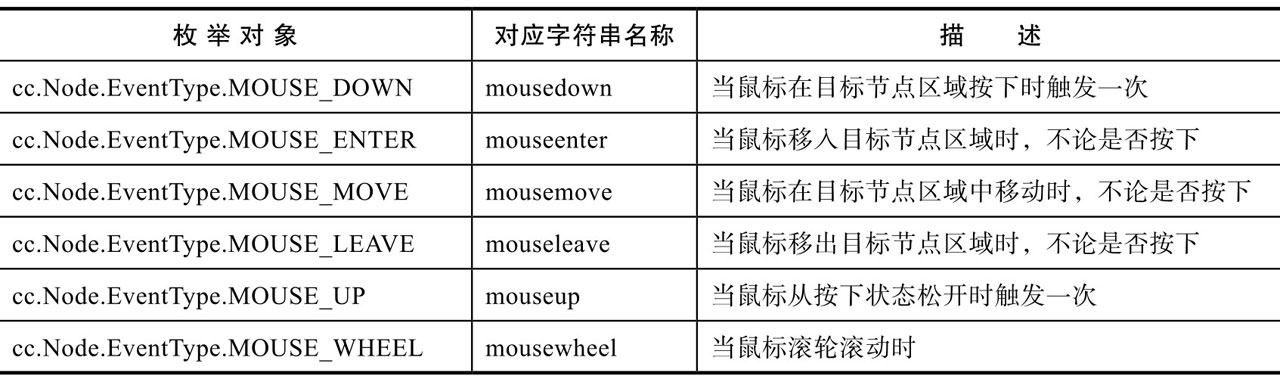 枚举对象 对应字符串名称 描述
cc.Node.EventType.MOUSE_DOWN mousedown 当鼠标在目标节点区域按下时触发一次
cc.Node.EventType.MOUSE_ENTER mouseenter 当鼠标移入目标节点区域时，不论是否按下
cc.Node.EventType.MOUSE_MOVE mousemove 当鼠标在目标节点区域中移动时，不论是否按下
cc.Node.EventType.MOUSE_LEAVE mouseleave 当鼠标移出目标节点区域时，不论是否按下
cc.Node.EventType.MOUSE_UP mouseup 当鼠标从按下状态松开时触发一次
cc.Node.EventType.MOUSE_WHEEL mousewheel 当鼠标滚轮滚动时